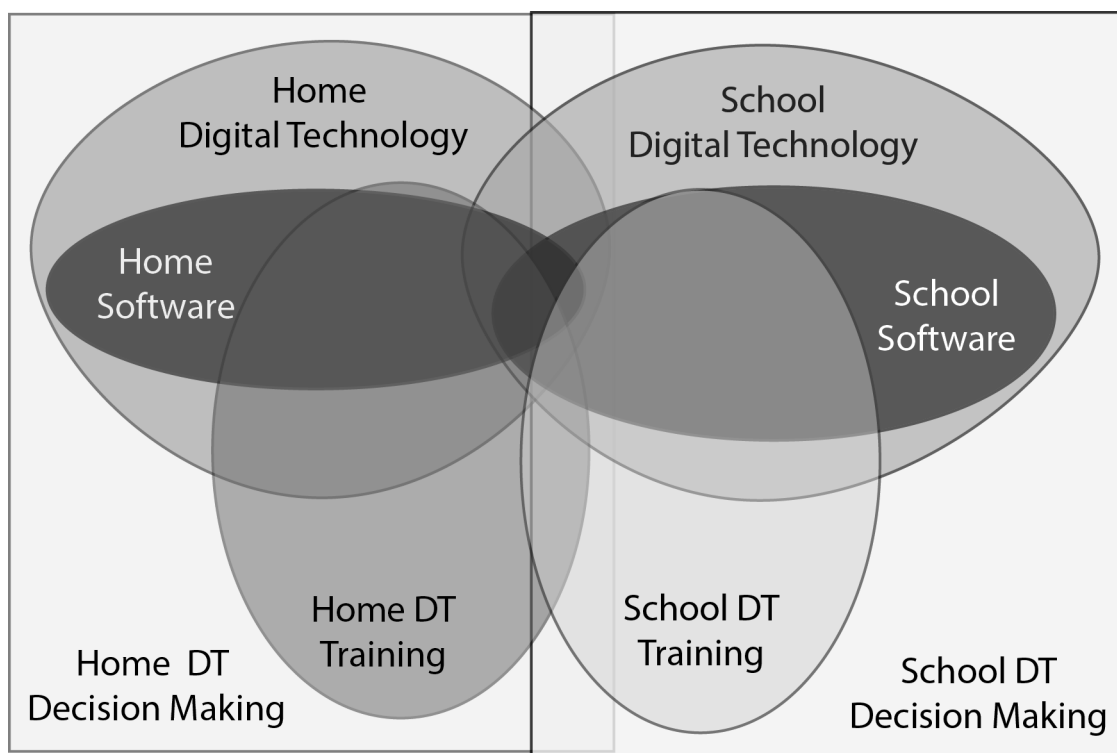 Home
Digital Technology
School
Digital Technology
Home
Software
School
Software
Home DT
Training
School DT
Training
Home DT
Decision Making
School DT
Decision Making